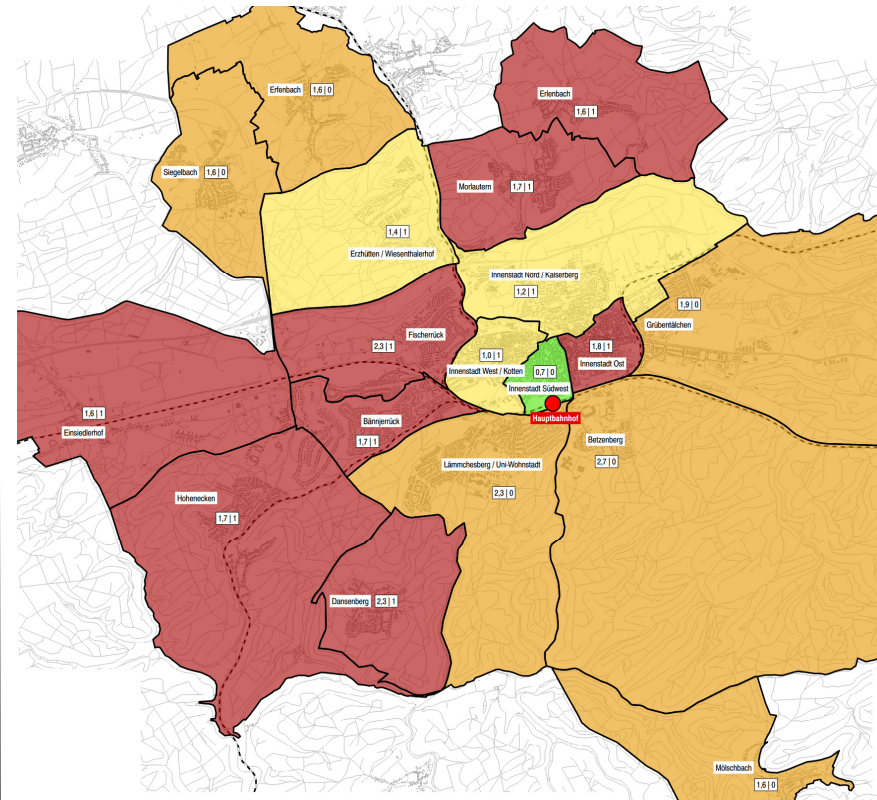 Erfenbach
1,6 | 0
Erlenbach
1,6 | 1
Siegelbach
1,6 | 0
Morlautern
1,7 | 1
1,4 | 1
Erzhütten / Wiesenthalerhof
Innenstadt Nord / Kaiserberg
1,2 | 1
1,9 | 0
Grübentälchen
Fischerrück
2,3 | 1
1,0 | 1
Innenstadt West / Kotten
0,7 | 0
Innenstadt Südwest
1,8 | 1
Innenstadt Ost
Hauptbahnhof
1,6 | 1
Einsiedlerhof
Bännjerrück
1,7 | 1
Betzenberg
2,7 | 0
Lämmchesberg / Uni-Wohnstadt
2,3 | 0
Hohenecken
1,7 | 1
Dansenberg
2,3 | 1
Mölschbach
1,6 | 0